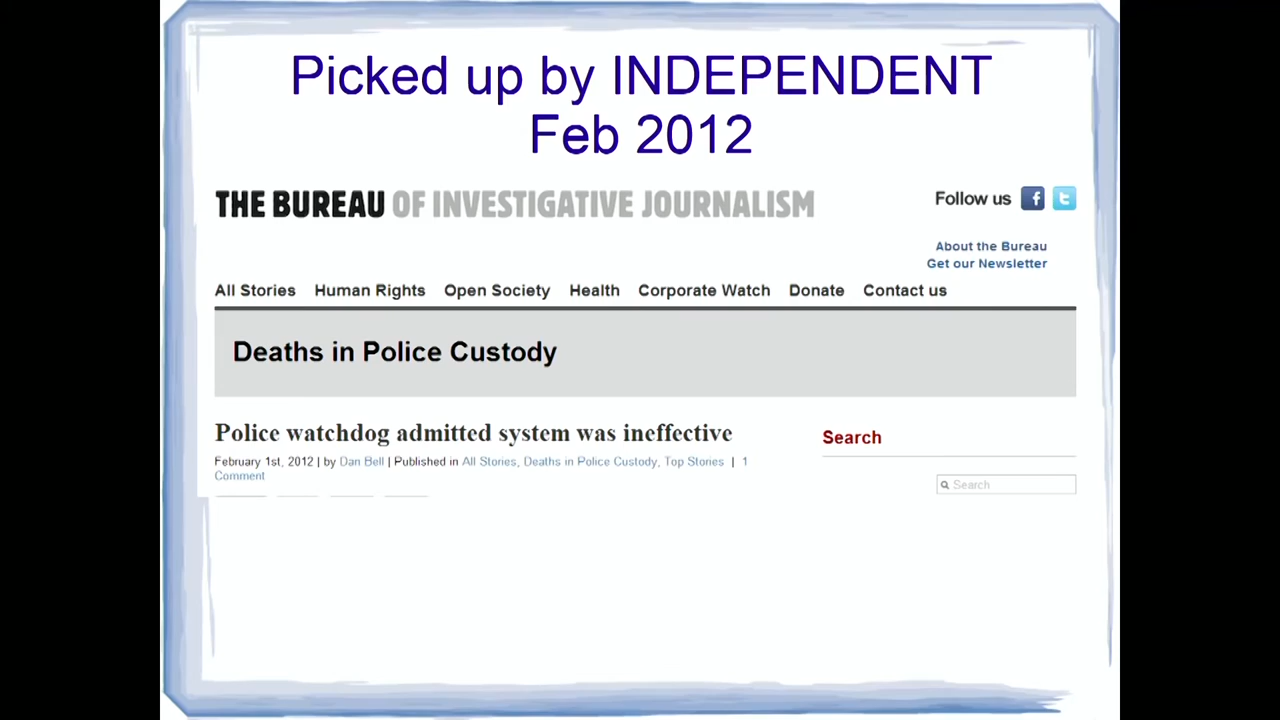 Picked up by INDEPENDENT
Feb 2012
THE BUREAU OF INVESTIGATIVE JOURNALISM
Follow us
About the Bureau
Get our Newsletter
All Stories Human Rights Open Society Health Corporate Watch Donate Contact us
Deaths in Police Custody
Police watchdog admitted system was ineffective
February 1st, 2012 | by Dan Bell | Published in All Stories, Deaths in Police Custody, Top Stories | 1
Comment
Search
Search